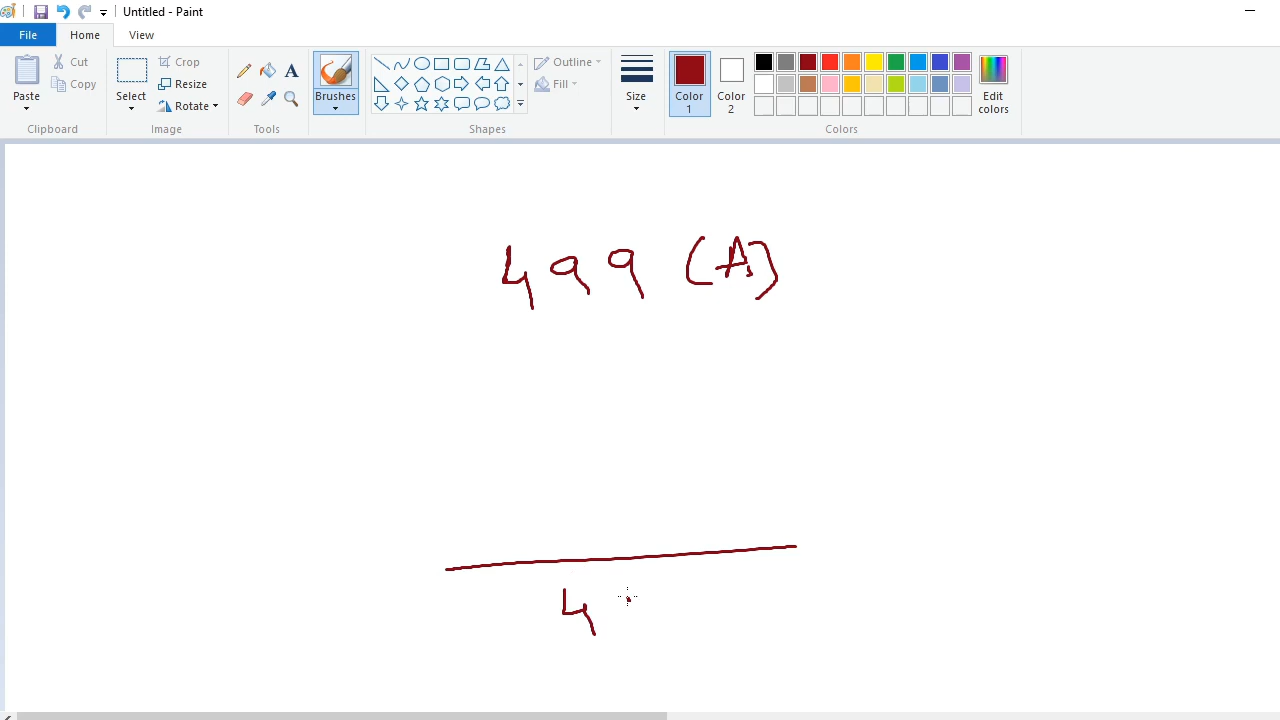 Untitled - Paint
File Home View
Paste Cut Copy Clipboard
Select Crop Resize Rotate Image
A Tools
Brushes
Shapes Outline Fill
Size
Color 1 Color 2 Edit colors Colors
499 (A)
4